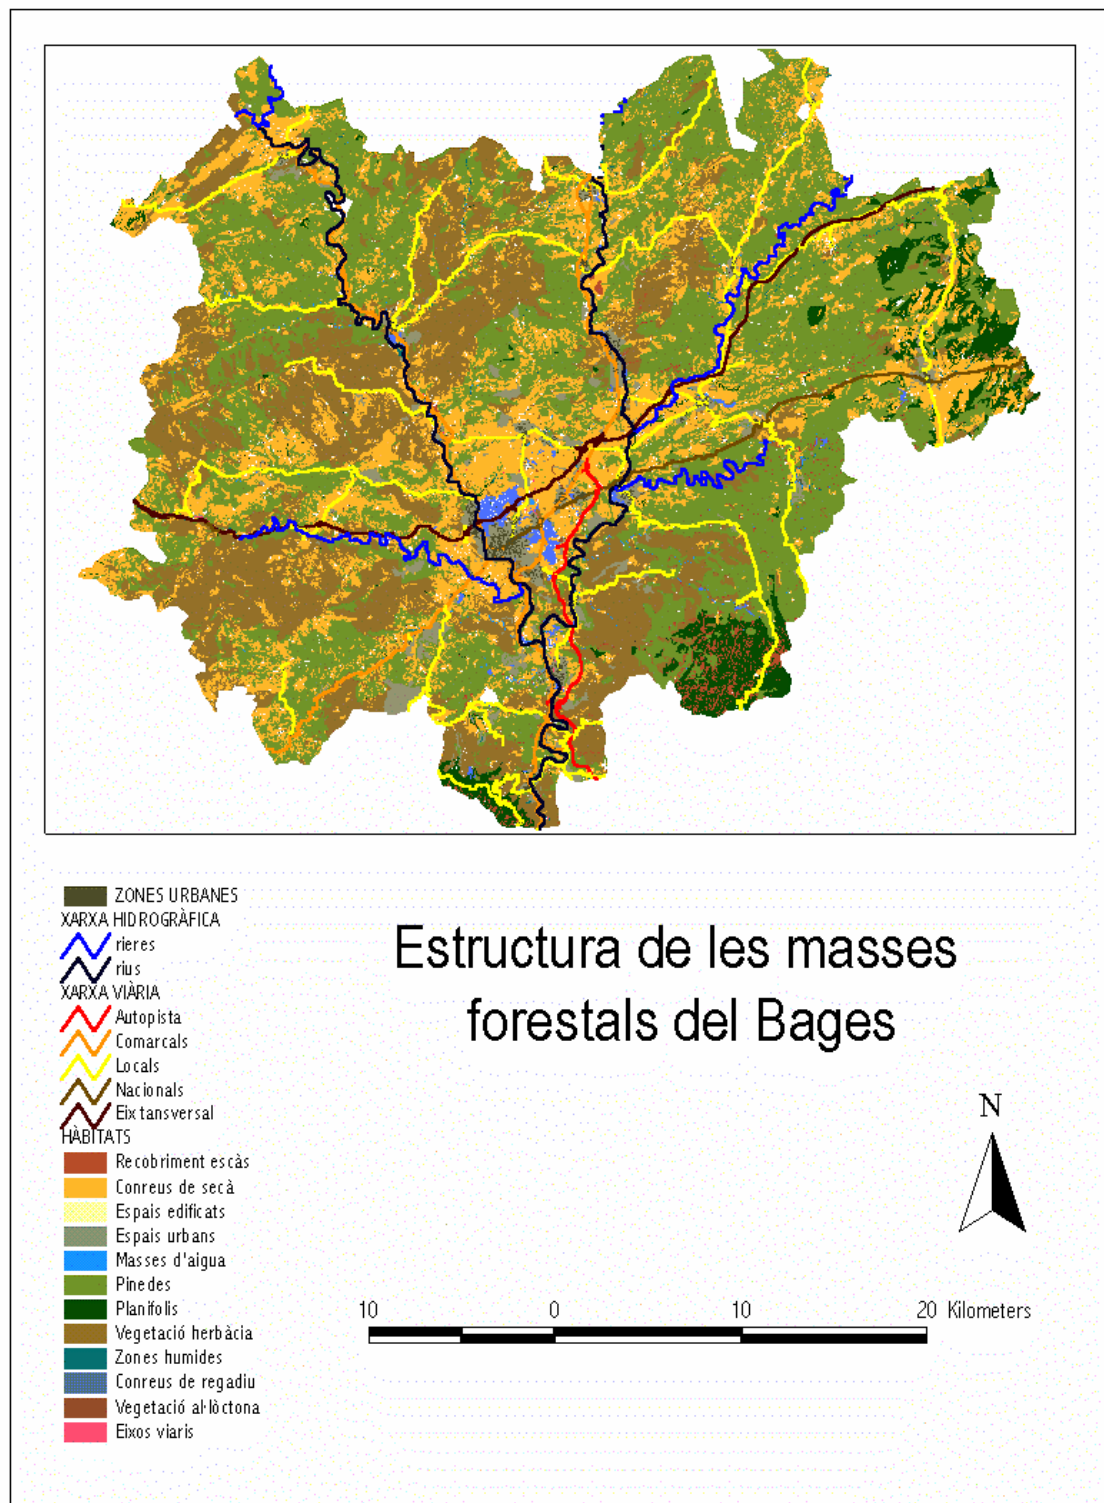 ZONES URBANES
XARXA HIDROGRÀFICA
rieres
rius
XARXA VIÀRIA
Autopista
Comarcals
Locals
Nacionals
Eix tansversal
HÀBITATS
Recobriment escàs
Conreus de secà
Espais edificats
Espais urbans
Masses d'aigua
Pinedes
Planifolis
Vegetació herbàcia
Zones humides
Conreus de regadiu
Vegetació al·lòctona
Eixos viaris
Estructura de les masses
forestals del Bages
N
10 0 10 20 Kilometers